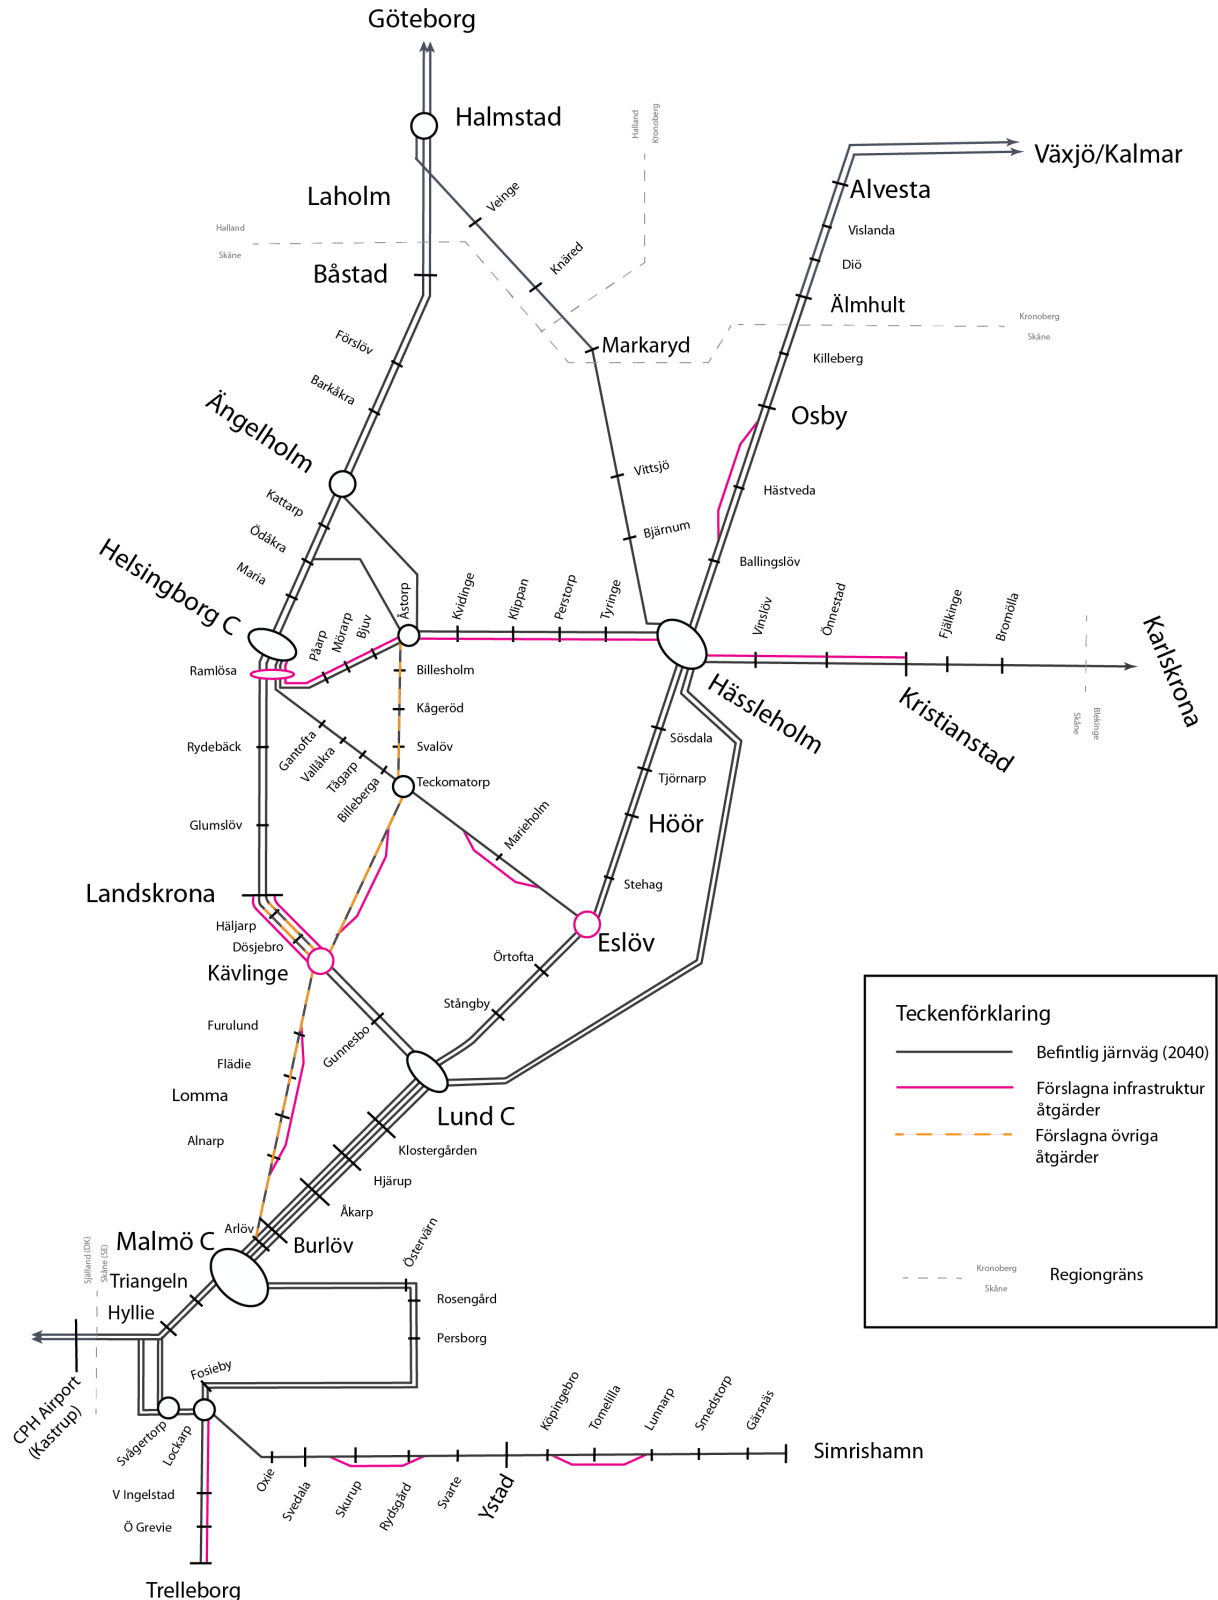 Göteborg
Halmstad
Halland
Kronoberg
Växjö/Kalmar
Alvesta
Laholm
Veinge
Halland
Skåne
Vislanda
Knäred
Diö
Båstad
Älmhult
Kronoberg
Skåne
Förslöv
Markaryd
Killeberg
Barkåkra
Osby
Ängelholm
Vittsjö
Hästveda
Kattarp
Ödåkra
Bjärnum
Ballingslöv
Maria
Helsingborg C
Påarp
Mörarp
Bjuv
Åstorp
Kvidinge
Klippan
Perstorp
Tyringe
Vinslöv
Önnestad
Fjälkinge
Bromölla
Karlskrona
Ramlösa
Billesholm
Hässleholm
Kristianstad
Skåne
Blekinge
Kågeröd
Rydebäck
Gantofta
Vallåkra
Tågarp
Billeberga
Svalöv
Sösdala
Tjörnarp
Teckomatorp
Glumslöv
Marieholm
Höör
Stehag
Landskrona
Häljarp
Dösjebro
Eslöv
Kävlinge
Örtofta
Stångby
Furulund
Gunnesbo
Flädie
Lomma
Lund C
Alnarp
Klostergården
Hjärup
Åkarp
Arlöv
Burlöv
Malmö C
Östervärn
Själland (DK)
Skåne (SE)
Triangeln
Rosengård
Hyllie
Persborg
Fosieby
CPH Airport
(Kastrup)
Svågertorp
Lockarp
Köpingebro
Tomelilla
Lunnarp
Smedstorp
Gärsnäs
Simrishamn
Oxie
Svedala
Skurup
Rydsgård
Svarte
Ystad
V Ingelstad
Ö Grevie
Trelleborg
Teckenförklaring
Befintlig järnväg (2040)
Förslagna infrastruktur
åtgärder
Förslagna övriga
åtgärder
Kronoberg
Skåne
Regiongräns